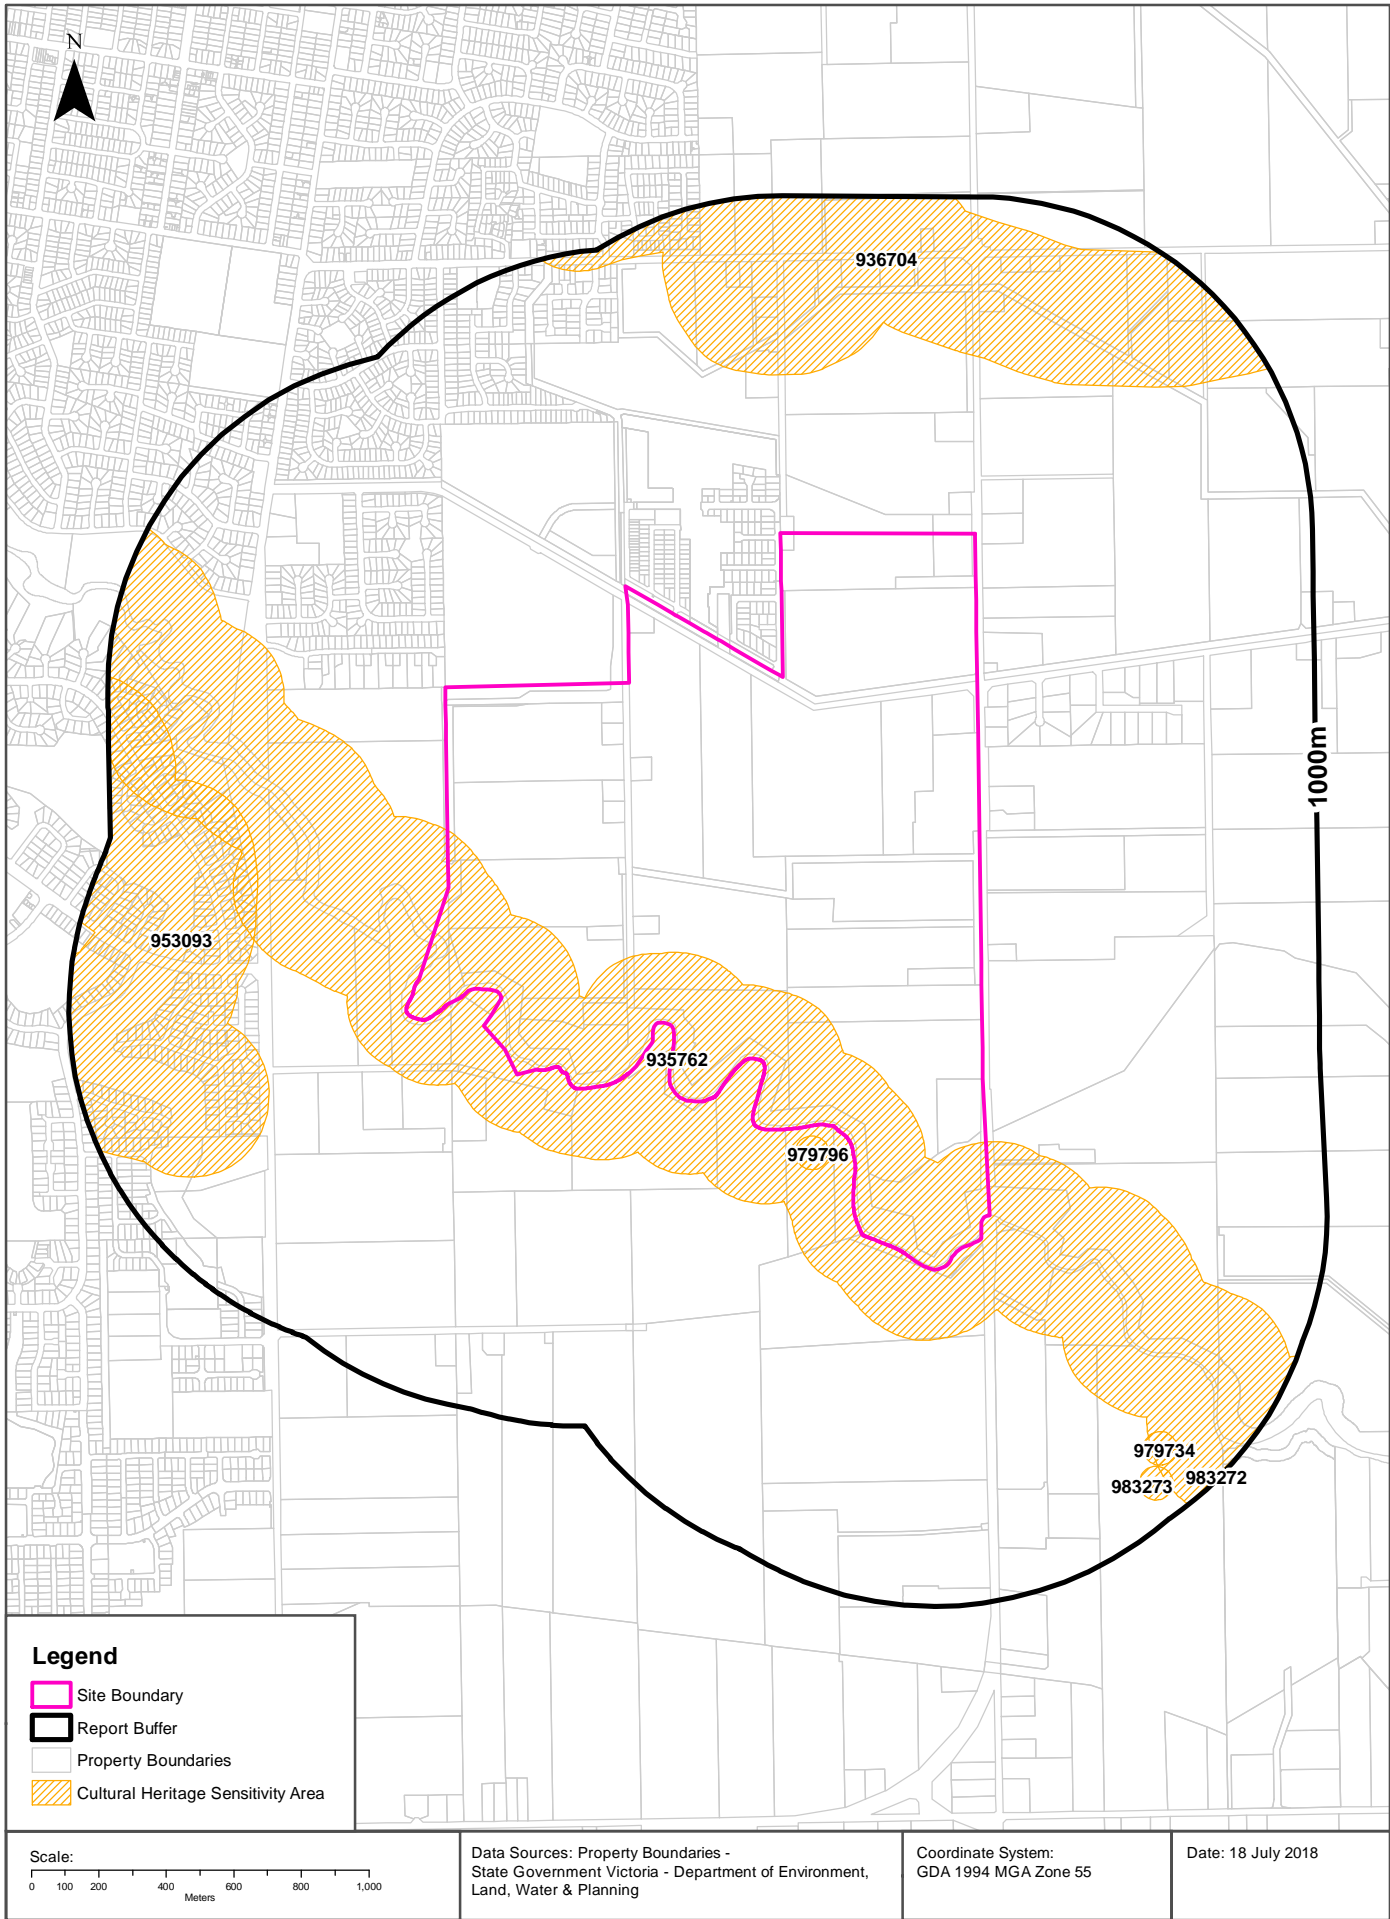 N
936704
1000m
953093
935762
979796
979734
983273
983272
Legend
Site Boundary
Report Buffer
Property Boundaries
Cultural Heritage Sensitivity Area
Scale:
0 100 200 400 600 800 1,000
Meters
Data Sources: Property Boundaries -
State Government Victoria - Department of Environment,
Land, Water & Planning
Coordinate System:
GDA 1994 MGA Zone 55
Date: 18 July 2018